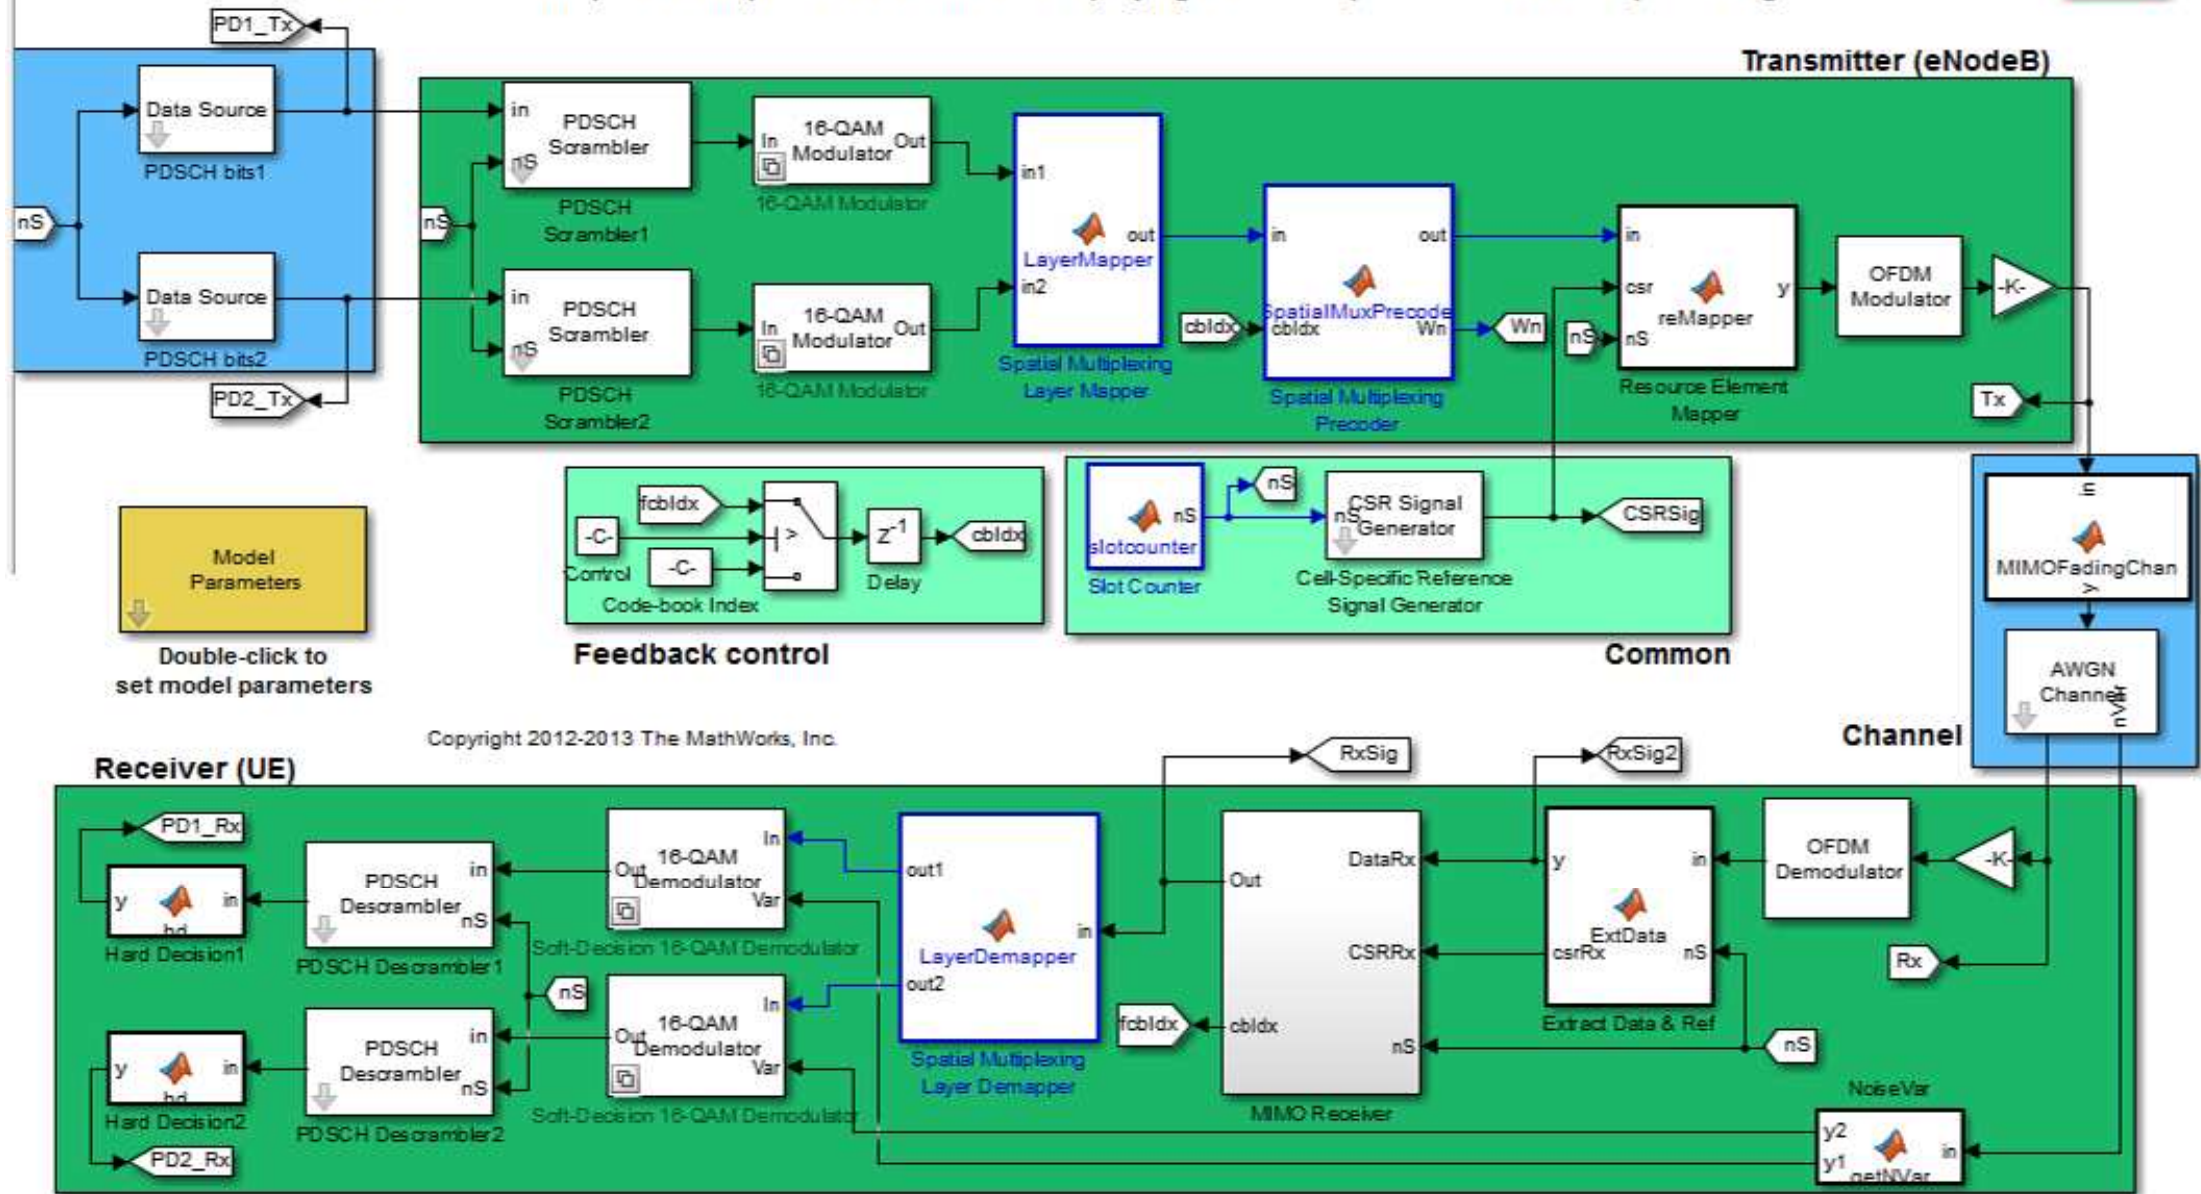 PD1_Tx
Transmitter (eNodeB)
Data Source
PDSCH bits1
nS
Data Source
PDSCH bits2
PD2_Tx
in
PDSCH
Scrambler
nS
PDSCH
Scrambler1
nS
in
PDSCH
Scrambler
nS
PDSCH
Scrambler2
In
16-QAM
Modulator
Out
16-QAM Modulator
In
16-QAM
Modulator
Out
16-QAM Modulator
in1
out
LayerMapper
in2
Spatial Multiplexing
Layer Mapper
in
out
SpatialMuxPrecode
cbIdx
cbIdx
Wn
Wn
Spatial Multiplexing
Precoder
in
csr
reMapper
y
nS
nS
Resource Element
Mapper
OFDM
Modulator
-K-
Tx
Model
Parameters
Double-click to
set model parameters
fcbIdx
-C-
Control
-C-
Code-book Index
>
Z-1
Delay
cbIdx
Feedback control
nS
slotcounter
Slot Counter
nS
nS
CSR Signal
Generator
Cell-Specific Reference
Signal Generator
CSRSig
Common
in
MIMOFadingChan
y
AWGN
Channel
nVar
Channel
Copyright 2012-2013 The MathWorks, Inc.
Receiver (UE)
RxSig
RxSig2
PD1_Rx
y
in
hd
Hard Decision1
y
in
hd
Hard Decision2
PD2_Rx
in
PDSCH
Descrambler
nS
PDSCH Descrambler1
nS
in
PDSCH
Descrambler
nS
PDSCH Descrambler2
In
Out
16-QAM
Demodulator
Var
Soft-Decision 16-QAM Demodulator
In
Out
16-QAM
Demodulator
Var
Soft-Decision 16-QAM Demodulator
out1
in
LayerDemapper
out2
Spatial Multiplexing
Layer Demapper
fcbIdx
DataRx
Out
CSRRx
cbIdx
nS
MIMO Receiver
y
in
ExtData
csrRx
nS
Extract Data & Ref
OFDM
Demodulator
-K-
Rx
nS
NoiseVar
y2
y1
in
getNVar